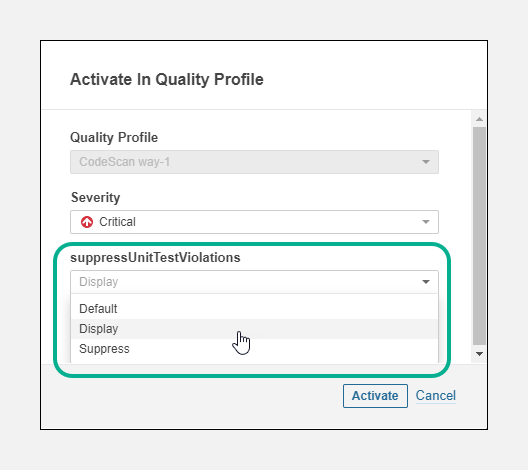 Activate In Quality Profile
Quality Profile
CodeScan way-1
Severity
Critical
suppressUnitTestViolations
Display
Default
Display
Suppress
Activate Cancel